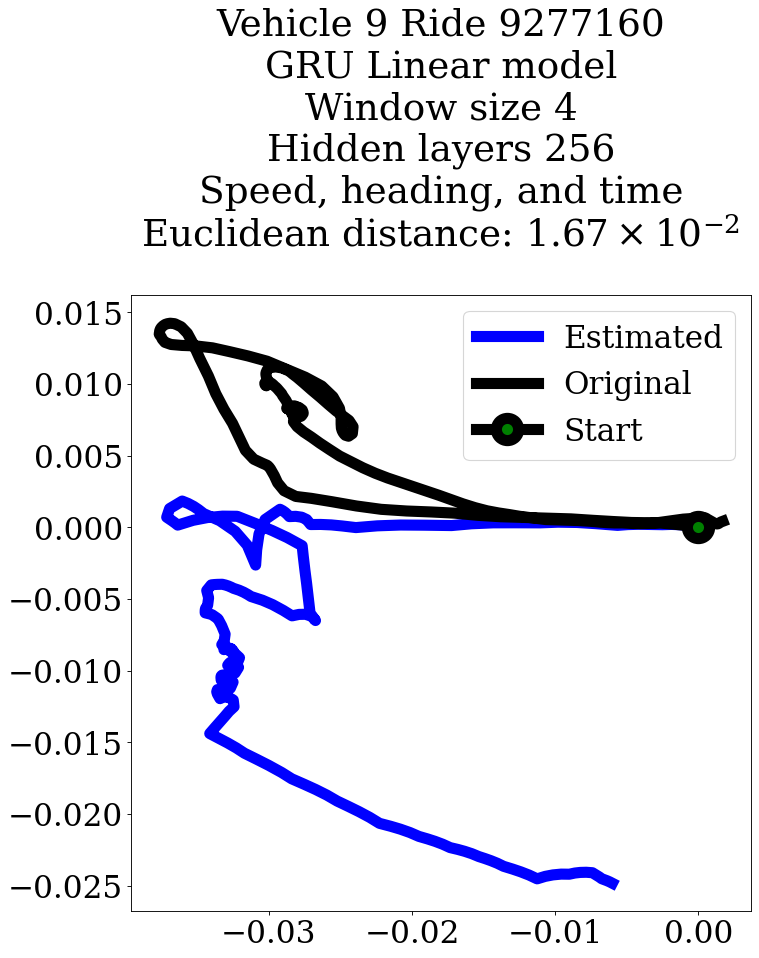 Vehicle 9 Ride 9277160
GRU Linear model
Window size 4
Hidden layers 256
Speed, heading, and time
Euclidean distance: 1.67 × 10⁻²
0.015
0.010
0.005
0.000
−0.005
−0.010
−0.015
−0.020
−0.025
Estimated
Original
Start
−0.03 −0.02 −0.01 0.00